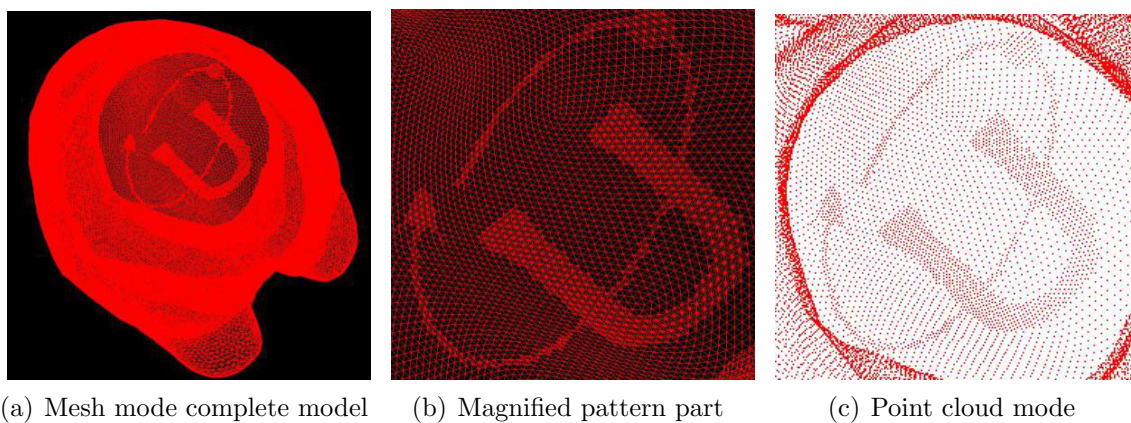 (a) Mesh mode complete model
(b) Magnified pattern part
(c) Point cloud mode